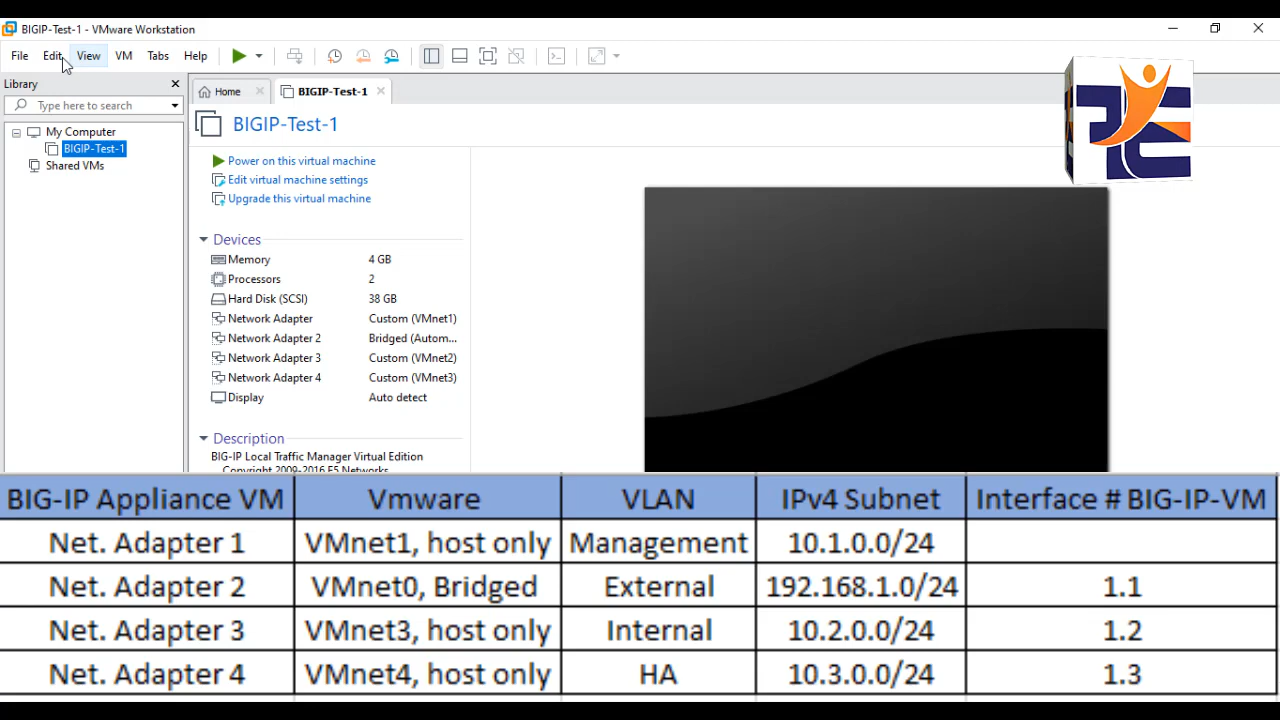 BIGIP-Test-1 - VMware Workstation
File Edit View VM Tabs Help
Library
Type here to search
My Computer
BIGIP-Test-1
Shared VMs
Home BIGIP-Test-1
BIGIP-Test-1
Power on this virtual machine
Edit virtual machine settings
Upgrade this virtual machine
Devices
Memory 4 GB
Processors 2
Hard Disk (SCSI) 38 GB
Network Adapter Custom (VMnet1)
Network Adapter 2 Bridged (Autom...
Network Adapter 3 Custom (VMnet2)
Network Adapter 4 Custom (VMnet3)
Display Auto detect
Description
BIG-IP Local Traffic Manager Virtual Edition
Copyright 2009-2016 F5 Networks
BIG-IP Appliance VM Vmware VLAN IPv4 Subnet Interface # BIG-IP-VM
Net. Adapter 1 VMnet1, host only Management 10.1.0.0/24
Net. Adapter 2 VMnet0, Bridged External 192.168.1.0/24 1.1
Net. Adapter 3 VMnet3, host only Internal 10.2.0.0/24 1.2
Net. Adapter 4 VMnet4, host only HA 10.3.0.0/24 1.3